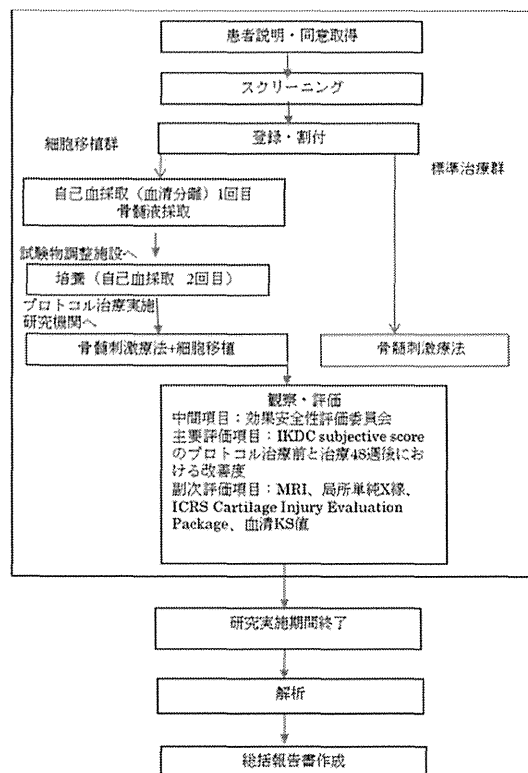 患者説明・同意取得
スクリーニング
登録・割付
細胞移植群
標準治療群
自己血採取（血清分離）1回目
骨髄液採取
試験物調整施設へ
培養（自己血採取 2回目）
プロトコル治療実施
研究機関へ
骨髄刺激療法+細胞移植
骨髄刺激療法
観察・評価
中間項目：効果安全性評価委員会
主要評価項目：IKDC subjective score
のプロトコル治療前と治療48週後にお
ける改善度
副次評価項目：MRI、局所単純X線、
ICRS Cartilage Injury Evaluation
Package、血清KS値
研究実施期間終了
解析
総括報告書作成